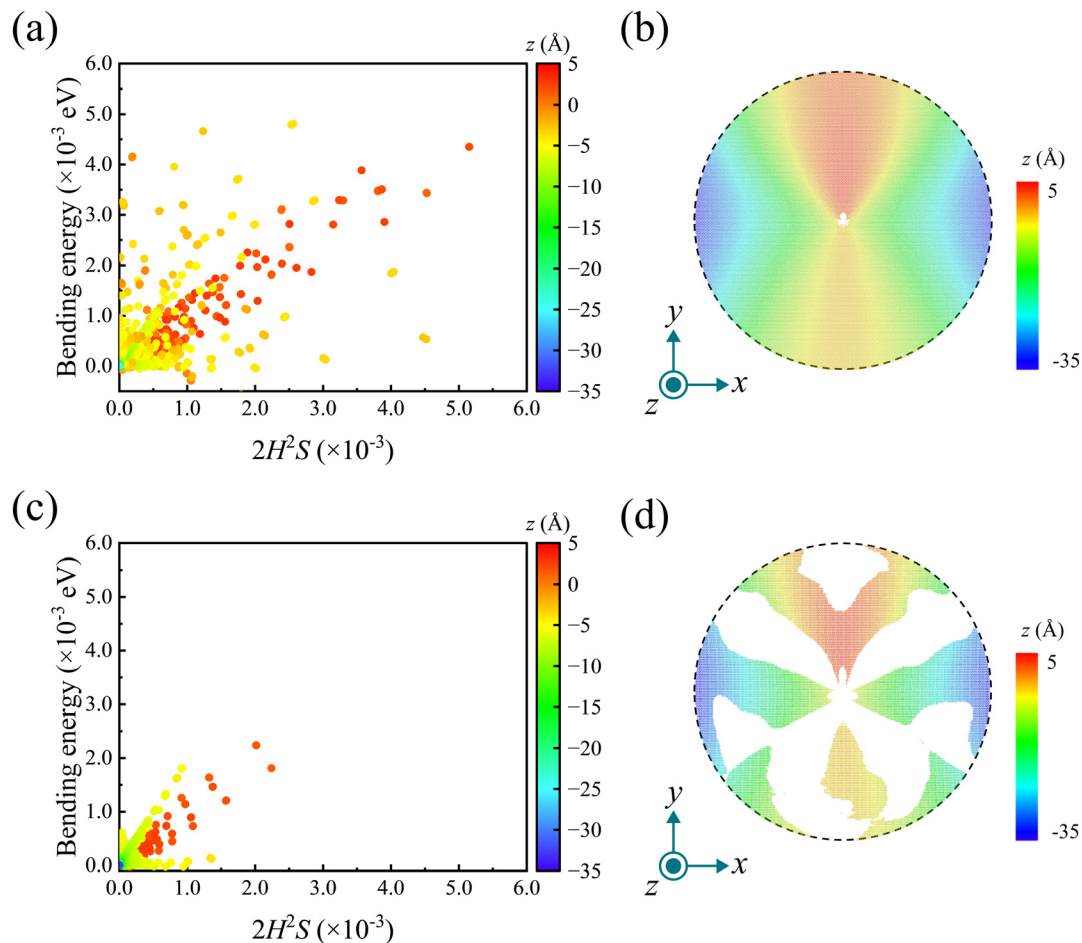 (a)
z (Å)
6.0
5.0
4.0
3.0
2.0
1.0
0.0
Bending energy (×10⁻³ eV)
0.0 1.0 2.0 3.0 4.0 5.0 6.0
2H²S (×10⁻³)
5
0
−5
−10
−15
−20
−25
−30
−35
(b)
z (Å)
5
-35
y
z
x
(c)
z (Å)
6.0
5.0
4.0
3.0
2.0
1.0
0.0
Bending energy (×10⁻³ eV)
0.0 1.0 2.0 3.0 4.0 5.0 6.0
2H²S (×10⁻³)
5
0
−5
−10
−15
−20
−25
−30
−35
(d)
z (Å)
5
-35
y
z
x